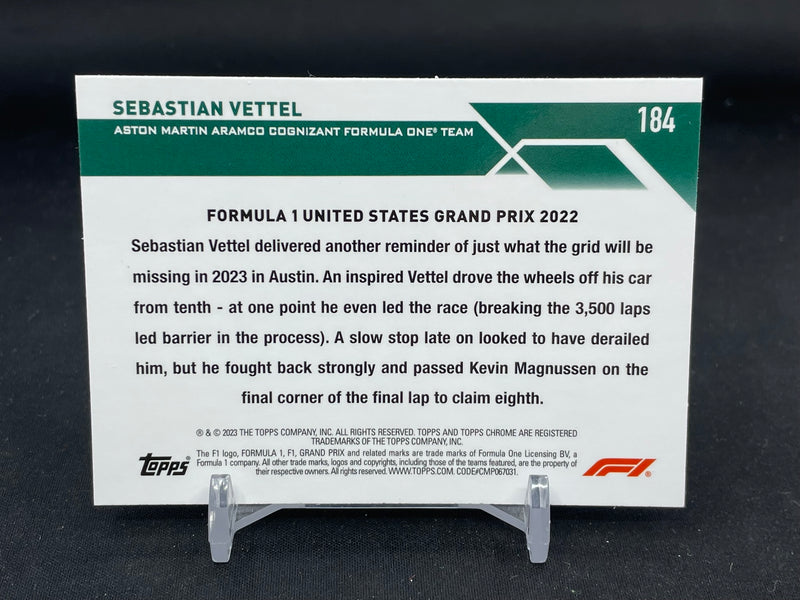 SEBASTIAN VETTEL
184
ASTON MARTIN ARAMCO COGNIZANT FORMULA ONE® TEAM
FORMULA 1 UNITED STATES GRAND PRIX 2022
Sebastian Vettel delivered another reminder of just what the grid will be
missing in 2023 in Austin. An inspired Vettel drove the wheels off his car
from tenth - at one point he even led the race (breaking the 3,500 laps
led barrier in the process). A slow stop late on looked to have derailed
him, but he fought back strongly and passed Kevin Magnussen on the
final corner of the final lap to claim eighth.
® & © 2023 THE TOPPS COMPANY, INC. ALL RIGHTS RESERVED. TOPPS AND TOPPS CHROME ARE REGISTERED
TRADEMARKS OF THE TOPPS COMPANY, INC.
The F1 logo, FORMULA 1, F1, GRAND PRIX and related marks are trade marks of Formula One Licensing BV, a
Formula 1 company. All other trade marks, logos and copyrights, including those of the teams featured, are the property of
their respective owners. All rights reserved. WWW.TOPPS.COM. CODE#CMP067031.
TOPPS®
F1®